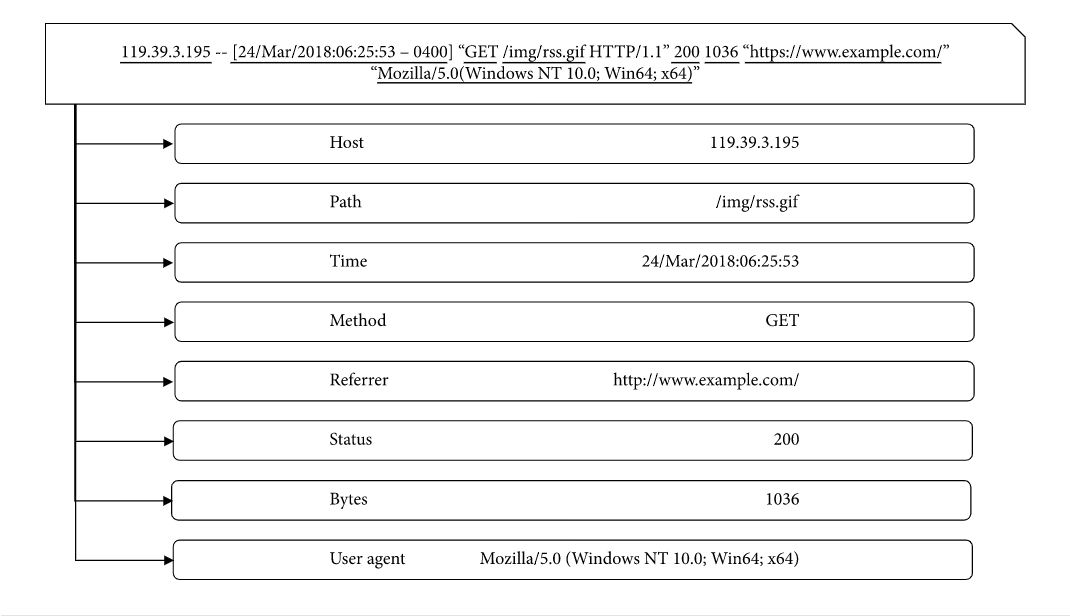 119.39.3.195 -- [24/Mar/2018:06:25:53 – 0400] “GET /img/rss.gif HTTP/1.1” 200 1036 “https://www.example.com/”
“Mozilla/5.0(Windows NT 10.0; Win64; x64)”
Host 119.39.3.195
Path /img/rss.gif
Time 24/Mar/2018:06:25:53
Method GET
Referrer http://www.example.com/
Status 200
Bytes 1036
User agent Mozilla/5.0 (Windows NT 10.0; Win64; x64)